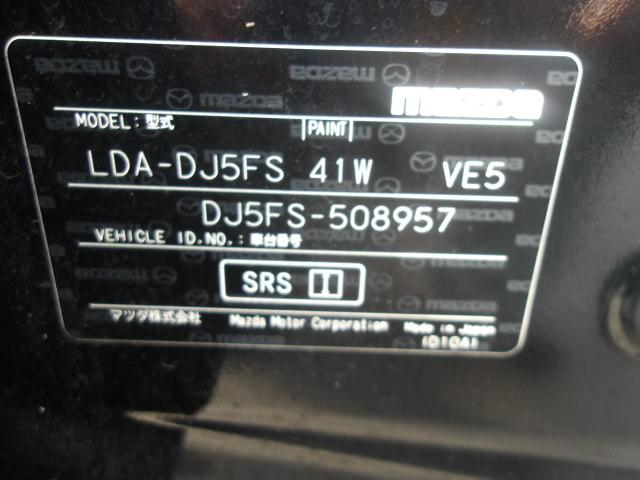 mazda
MODEL: 型式 PAINT
LDA-DJ5FS 41W VE5
DJ5FS-508957
VEHICLE ID.NO.: 車台番号
SRS
マツダ株式会社 Mazda Motor Corporation Made in Japan
(D10A)